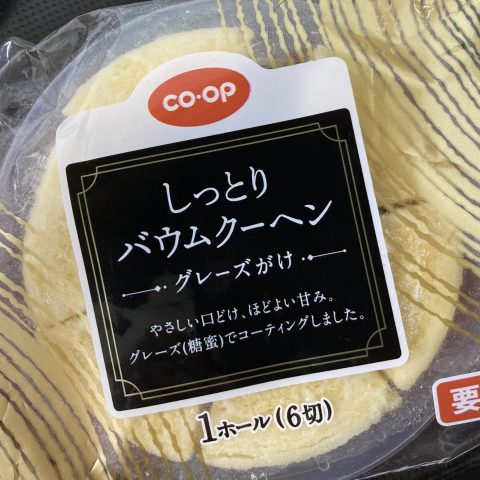 co·op
しっとり
バウムクーヘン
グレーズがけ
やさしい口どけ、ほどよい甘み。
グレーズ(糖蜜)でコーティングしました。
1ホール(6切)
要